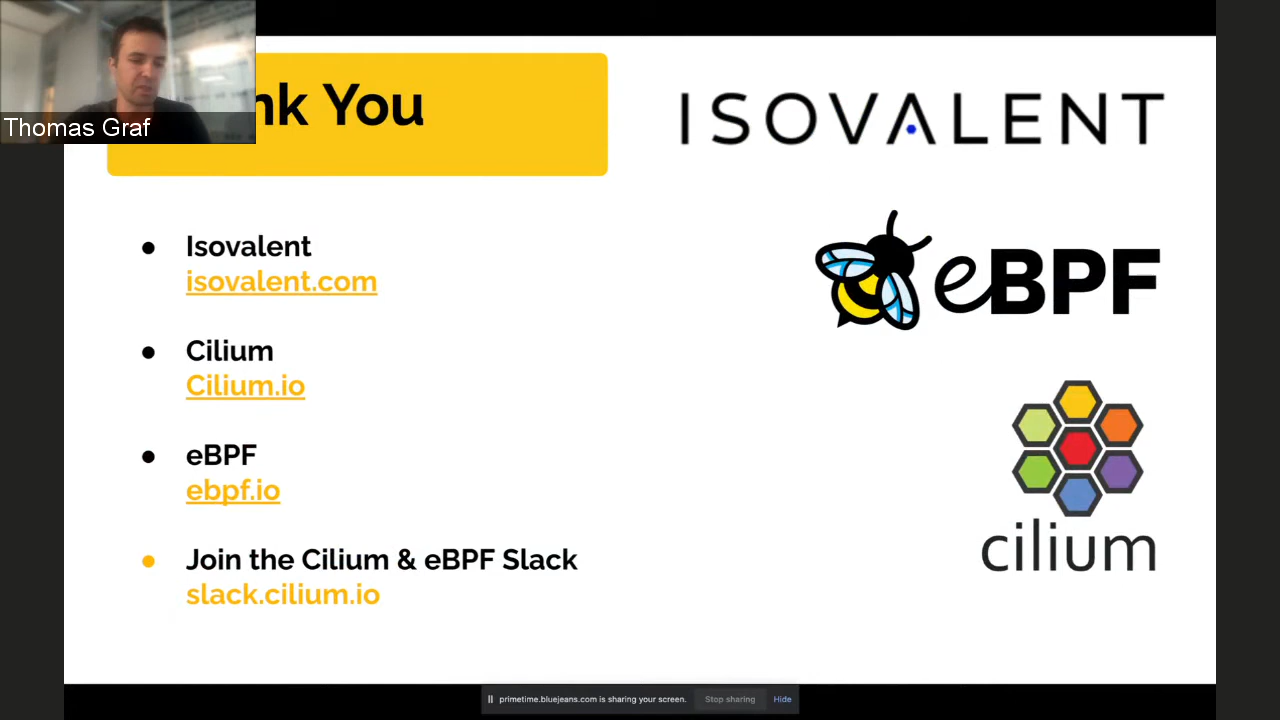 Thomas Graf
nk You
ISOVALENT
Isovalent
isovalent.com
eBPF
Cilium
Cilium.io
eBPF
ebpf.io
cilium
Join the Cilium & eBPF Slack
slack.cilium.io
primetime.bluejeans.com is sharing your screen.
Stop sharing
Hide